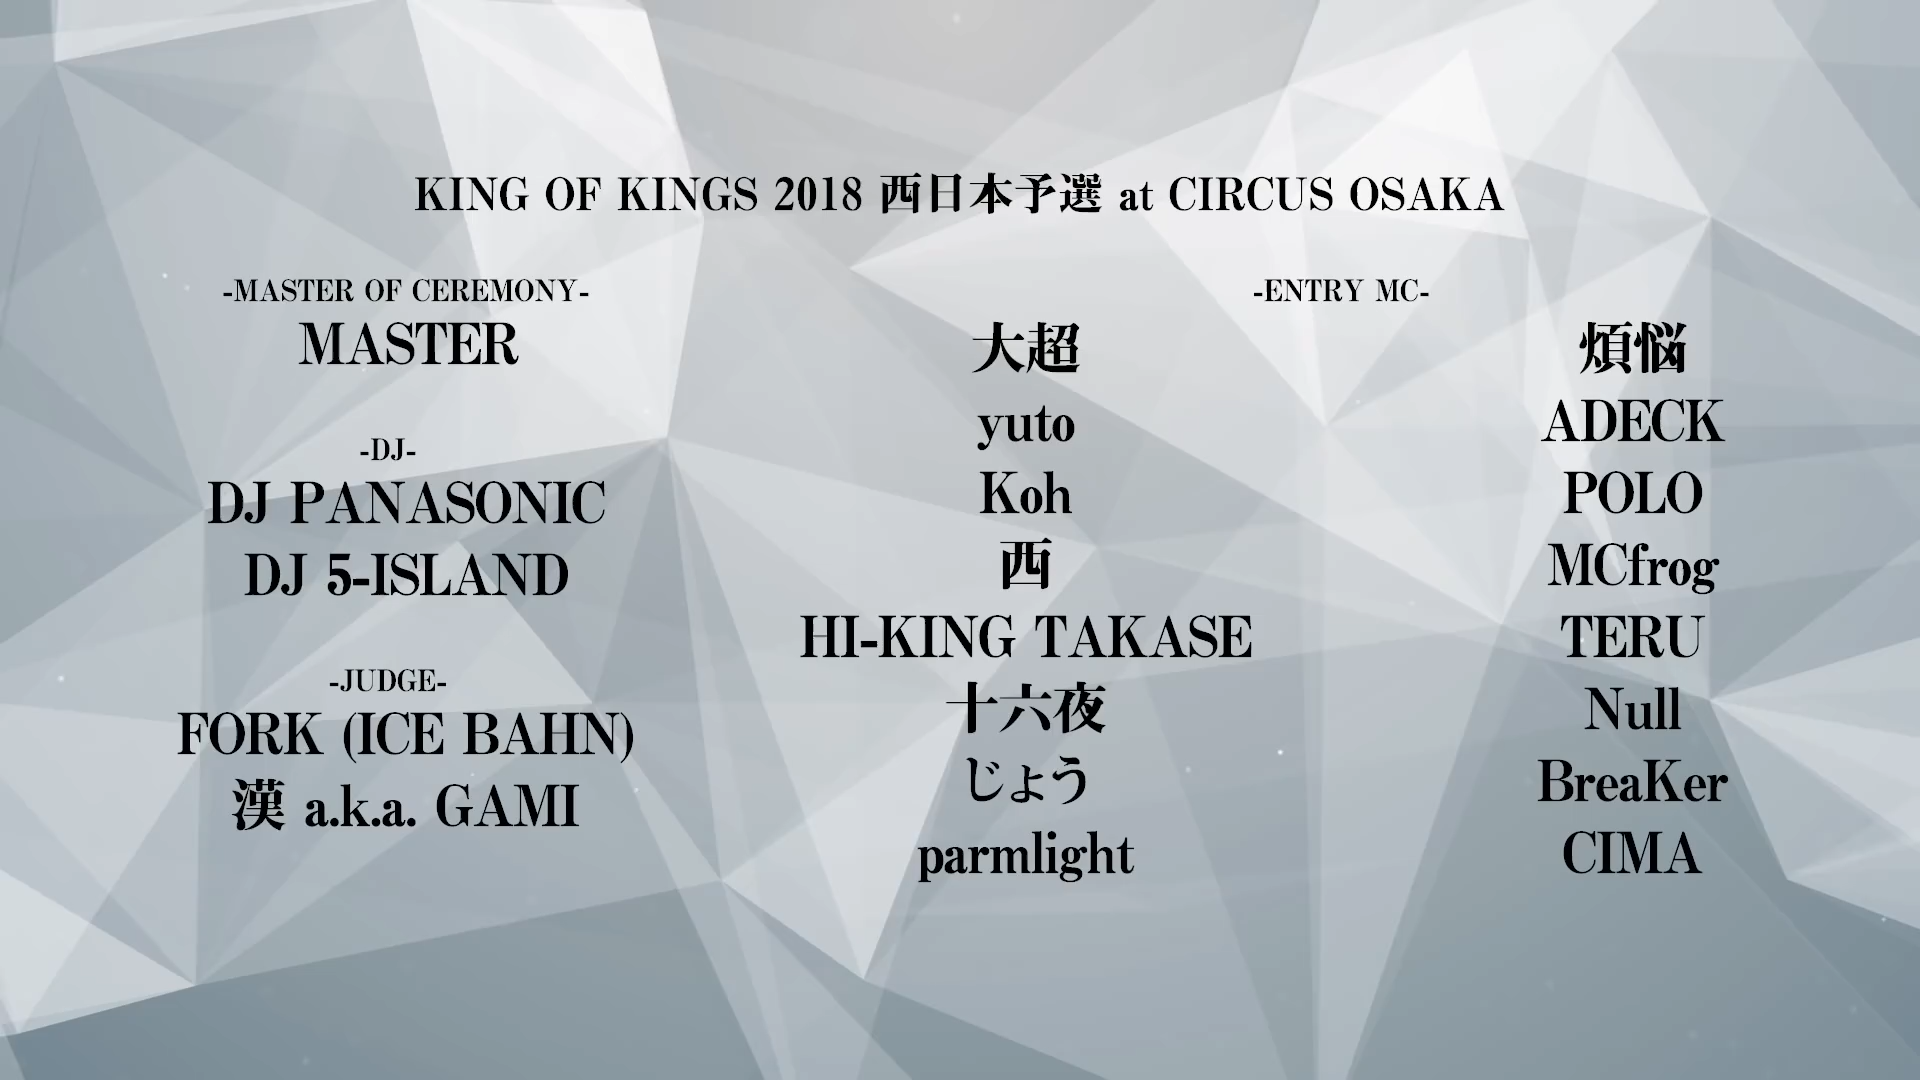 KING OF KINGS 2018 西日本予選 at CIRCUS OSAKA
-MASTER OF CEREMONY-
MASTER
-DJ-
DJ PANASONIC
DJ 5-ISLAND
-JUDGE-
FORK (ICE BAHN)
漢 a.k.a. GAMI
-ENTRY MC-
大超
yuto
Koh
西
HI-KING TAKASE
十六夜
じょう
parmlight
煩悩
ADECK
POLO
MCfrog
TERU
Null
BreaKer
CIMA